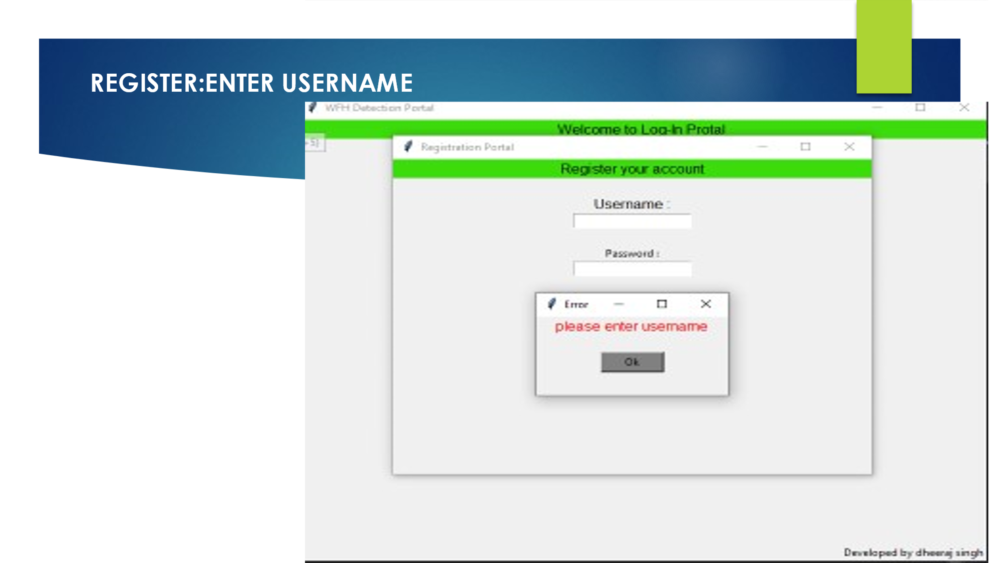 REGISTER:ENTER USERNAME
WFH Detection Portal
Welcome to Log-In Protal
Registration Portal
Register your account
Username :
Password :
Error
please enter username
Ok
Developed by dheeraj singh